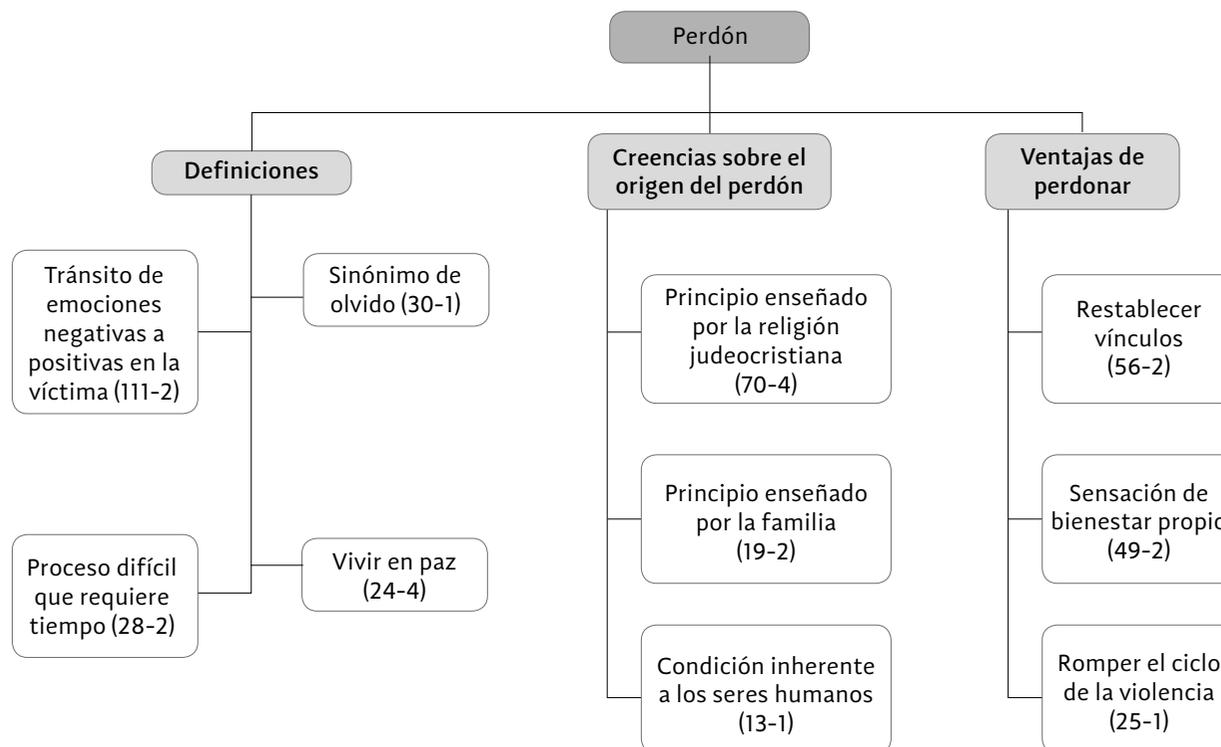 Perdón
Definiciones
Tránsito de
emociones
negativas a
positivas en la
víctima (111-2)
Sinónimo de
olvido (30-1)
Proceso difícil
que requiere
tiempo (28-2)
Vivir en paz
(24-4)
Creencias sobre el
origen del perdón
Principio enseñado
por la religión
judeocristiana
(70-4)
Principio enseñado
por la familia
(19-2)
Condición inherente
a los seres humanos
(13-1)
Ventajas de
perdonar
Restablecer
vínculos
(56-2)
Sensación de
bienestar propio
(49-2)
Romper el ciclo
de la violencia
(25-1)